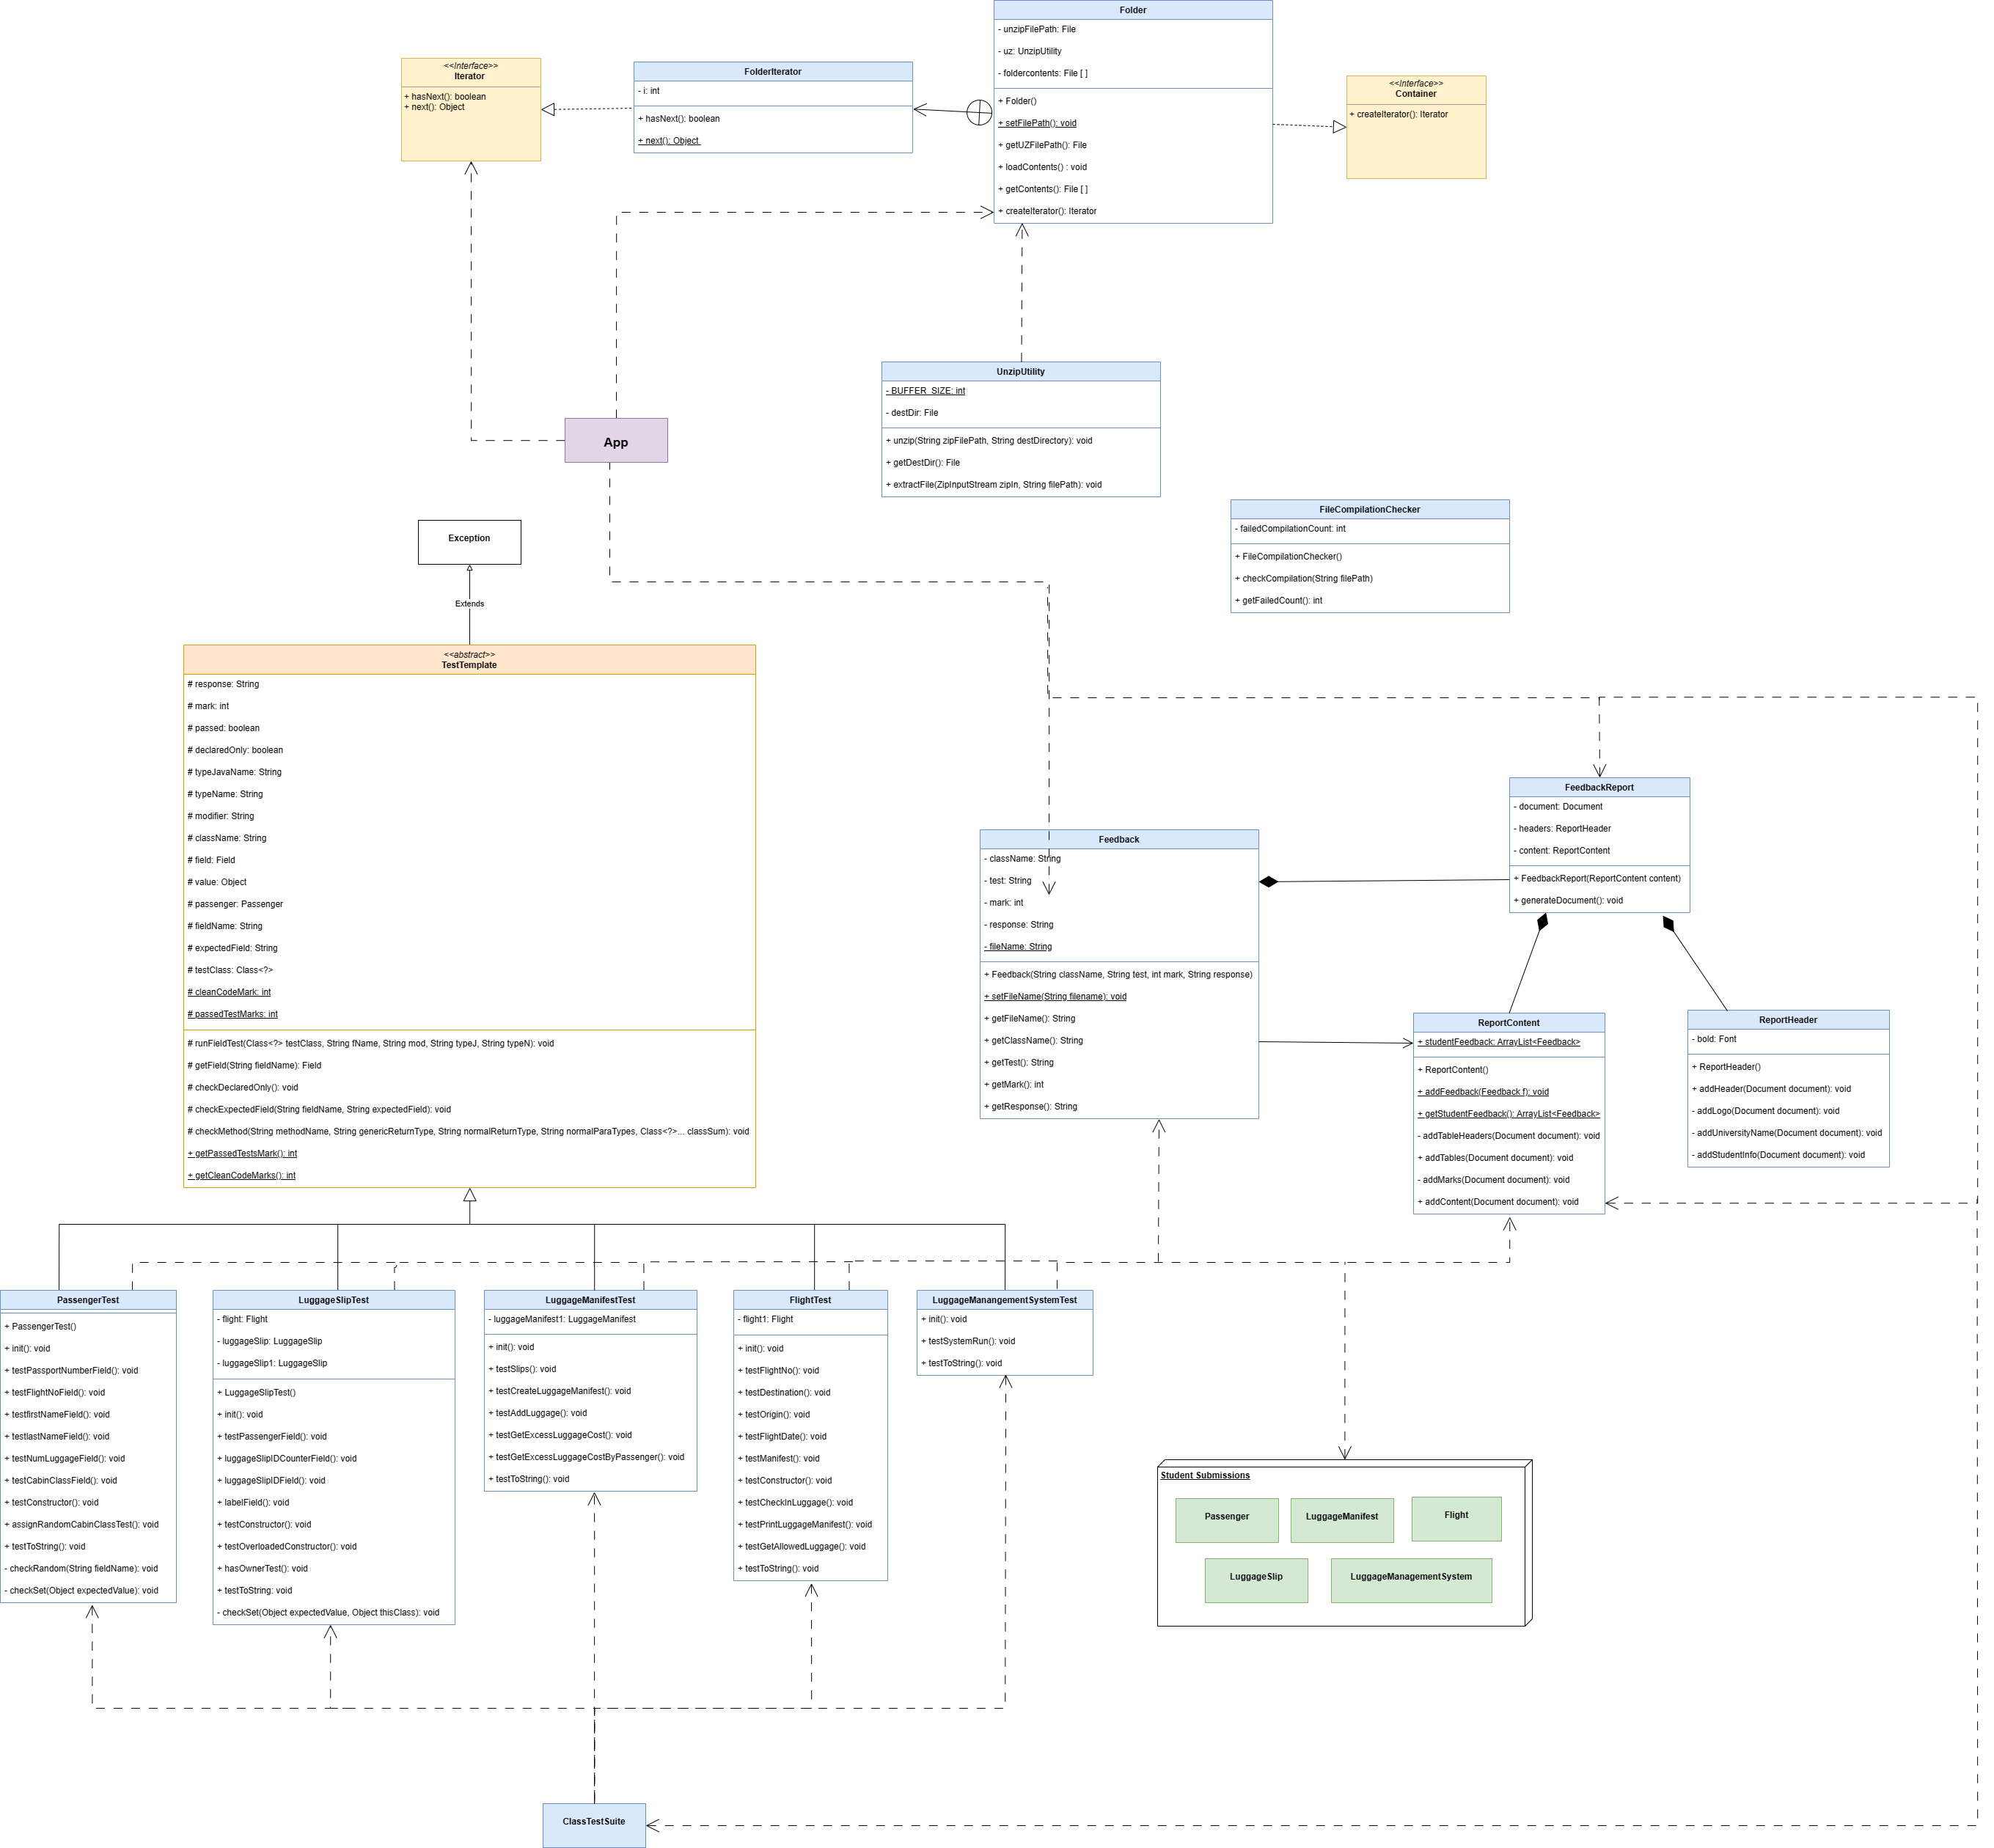 Folder
- unzipFilePath: File
- uz: UnzipUtility
- foldercontents: File [ ]
+ Folder()
+ setFilePath(): void
+ getUZFilePath(): File
+ loadContents() : void
+ getContents(): File [ ]
+ createIterator(): Iterator
<<Interface>>
Iterator
+ hasNext(): boolean
+ next(): Object
FolderIterator
- i: int
+ hasNext(): boolean
+ next(): Object
<<Interface>>
Container
+ createIterator(): Iterator
UnzipUtility
- BUFFER_SIZE: int
- destDir: File
+ unzip(String zipFilePath, String destDirectory): void
+ getDestDir(): File
+ extractFile(ZipInputStream zipIn, String filePath): void
App
FileCompilationChecker
- failedCompilationCount: int
+ FileCompilationChecker()
+ checkCompilation(String filePath)
+ getFailedCount(): int
Exception
Extends
<<abstract>>
TestTemplate
# response: String
# mark: int
# passed: boolean
# declaredOnly: boolean
# typeJavaName: String
# typeName: String
# modifier: String
# className: String
# field: Field
# value: Object
# passenger: Passenger
# fieldName: String
# expectedField: String
# testClass: Class<?>
# cleanCodeMark: int
# passedTestMarks: int
# runFieldTest(Class<?> testClass, String fName, String mod, String typeJ, String typeN): void
# getField(String fieldName): Field
# checkDeclaredOnly(): void
# checkExpectedField(String fieldName, String expectedField): void
# checkMethod(String methodName, String genericReturnType, String normalReturnType, String normalParaTypes, Class<?>... classSum): void
+ getPassedTestsMark(): int
+ getCleanCodeMarks(): int
FeedbackReport
- document: Document
- headers: ReportHeader
- content: ReportContent
+ FeedbackReport(ReportContent content)
+ generateDocument(): void
Feedback
- className: String
- test: String
- mark: int
- response: String
- fileName: String
+ Feedback(String className, String test, int mark, String response)
+ setFileName(String filename): void
+ getFileName(): String
+ getClassName(): String
+ getTest(): String
+ getMark(): int
+ getResponse(): String
ReportContent
+ studentFeedback: ArrayList<Feedback>
+ ReportContent()
+ addFeedback(Feedback f): void
+ getStudentFeedback(): ArrayList<Feedback>
- addTableHeaders(Document document): void
+ addTables(Document document): void
- addMarks(Document document): void
+ addContent(Document document): void
ReportHeader
- bold: Font
+ ReportHeader()
+ addHeader(Document document): void
- addLogo(Document document): void
- addUniversityName(Document document): void
- addStudentInfo(Document document): void
PassengerTest
+ PassengerTest()
+ init(): void
+ testPassportNumberField(): void
+ testFlightNoField(): void
+ testfirstNameField(): void
+ testlastNameField(): void
+ testNumLuggageField(): void
+ testCabinClassField(): void
+ testConstructor(): void
+ assignRandomCabinClassTest(): void
+ testToString(): void
- checkRandom(String fieldName): void
- checkSet(Object expectedValue): void
LuggageSlipTest
- flight: Flight
- luggageSlip: LuggageSlip
- luggageSlip1: LuggageSlip
+ LuggageSlipTest()
+ init(): void
+ testPassengerField(): void
+ luggageSlipIDCounterField(): void
+ luggageSlipIDField(): void
+ labelField(): void
+ testConstructor(): void
+ testOverloadedConstructor(): void
+ hasOwnerTest(): void
+ testToString: void
- checkSet(Object expectedValue, Object thisClass): void
LuggageManifestTest
- luggageManifest1: LuggageManifest
+ init(): void
+ testSlips(): void
+ testCreateLuggageManifest(): void
+ testAddLuggage(): void
+ testGetExcessLuggageCost(): void
+ testGetExcessLuggageCostByPassenger(): void
+ testToString(): void
FlightTest
- flight1: Flight
+ init(): void
+ testFlightNo(): void
+ testDestination(): void
+ testOrigin(): void
+ testFlightDate(): void
+ testManifest(): void
+ testConstructor(): void
+ testCheckInLuggage(): void
+ testPrintLuggageManifest(): void
+ testGetAllowedLuggage(): void
+ testToString(): void
LuggageManangementSystemTest
+ init(): void
+ testSystemRun(): void
+ testToString(): void
Student Submissions
Passenger
LuggageManifest
Flight
LuggageSlip
LuggageManagementSystem
ClassTestSuite